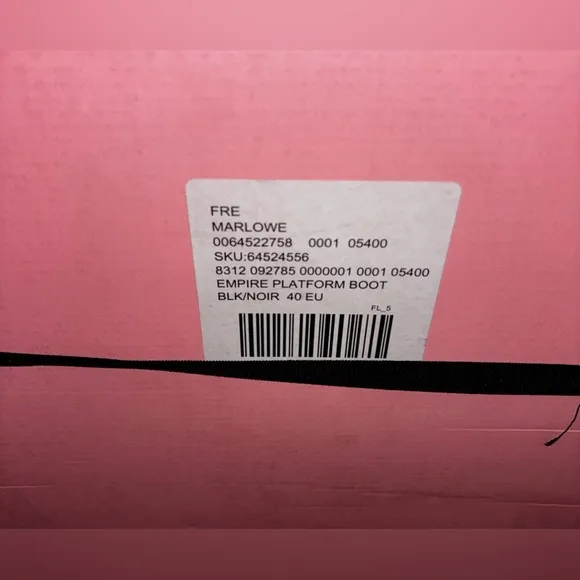 FRE
MARLOWE
0064522758 0001 05400
SKU:64524556
8312 092785 0000001 0001 05400
EMPIRE PLATFORM BOOT
BLK/NOIR 40 EU
FL_5